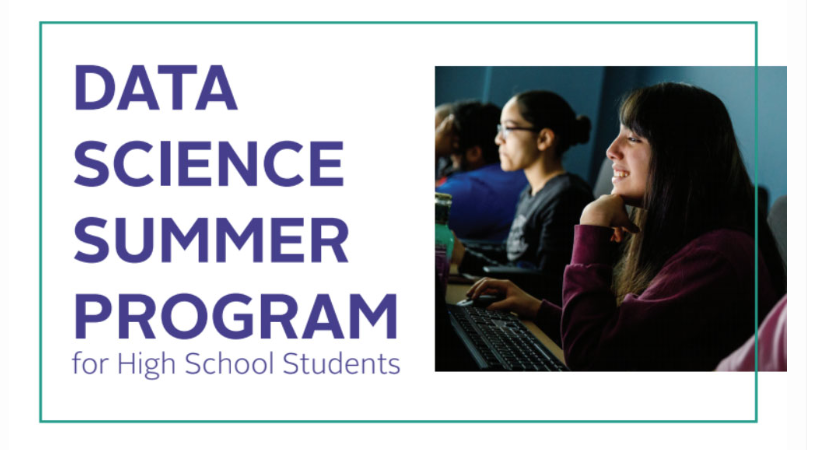 DATA
SCIENCE
SUMMER
PROGRAM
for High School Students